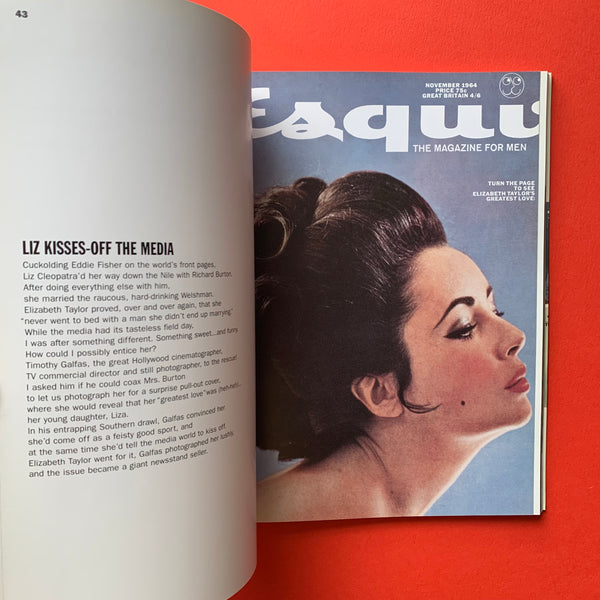 43
LIZ KISSES-OFF THE MEDIA
Cuckolding Eddie Fisher on the world's front pages,
Liz Cleopatra'd her way down the Nile with Richard Burton.
After doing everything else with him,
she married the raucous, hard-drinking Welshman.
Elizabeth Taylor proved, over and over again, that she
"never went to bed with a man she didn't end up marrying."
While the media had its tasteless field day,
I was after something different. Something sweet...and funny.
How could I possibly entice her?
Timothy Galfas, the great Hollywood cinematographer,
TV commercial director and still photographer, to the rescue!
I asked him if he could coax Mrs. Burton
to let us photograph her for a surprise pull-out cover,
where she would reveal that her "greatest love" was (heh-heh)...
her young daughter, Liza.
In his entrapping Southern drawl, Galfas convinced her
she'd come off as a feisty good sport, and
at the same time she'd tell the media world to kiss off.
Elizabeth Taylor went for it, Galfas photographed her lushly,
and the issue became a giant newsstand seller.
NOVEMBER 1964
PRICE 75c
GREAT BRITAIN 4/6
Esqui
THE MAGAZINE FOR MEN
TURN THE PAGE
TO SEE
ELIZABETH TAYLOR'S
GREATEST LOVE!